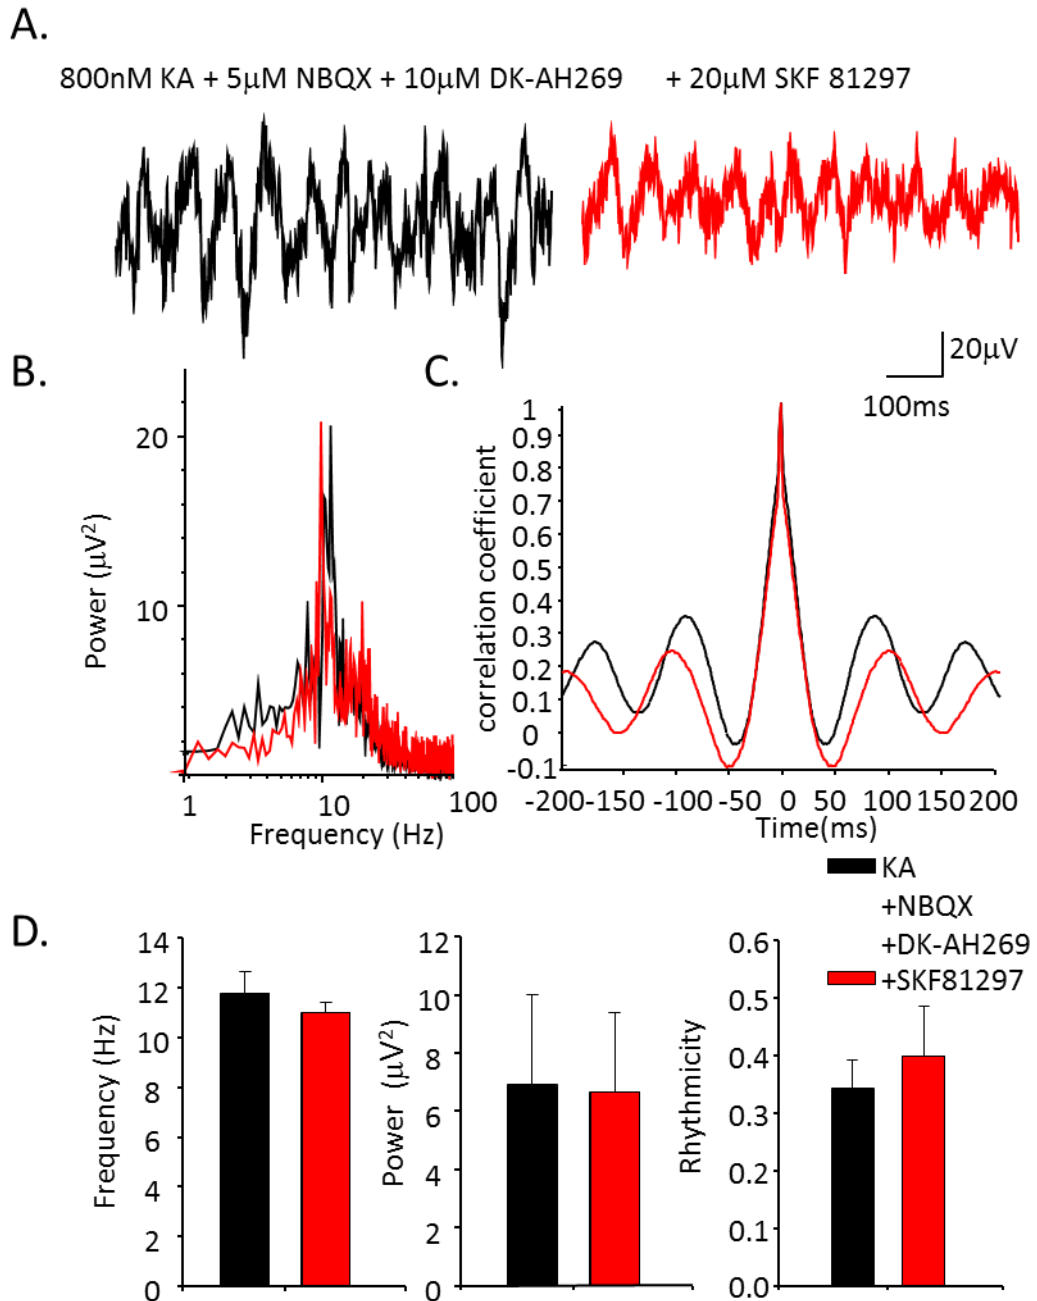 A.
800nM KA + 5μM NBQX + 10μM DK-AH269 + 20μM SKF 81297
20μV
100ms
B.
Power (μV²)
20
10
1 10 100
Frequency (Hz)
C.
correlation coefficient
1
0.9
0.8
0.7
0.6
0.5
0.4
0.3
0.2
0.1
0
-0.1
-200 -150 -100 -50 0 50 100 150 200
Time(ms)
KA
+NBQX
+DK-AH269
+SKF81297
D.
Frequency (Hz)
14
12
10
8
6
4
2
0
Power (μV²)
12
10
8
6
4
2
0
Rhythmicity
0.6
0.5
0.4
0.3
0.2
0.1
0.0